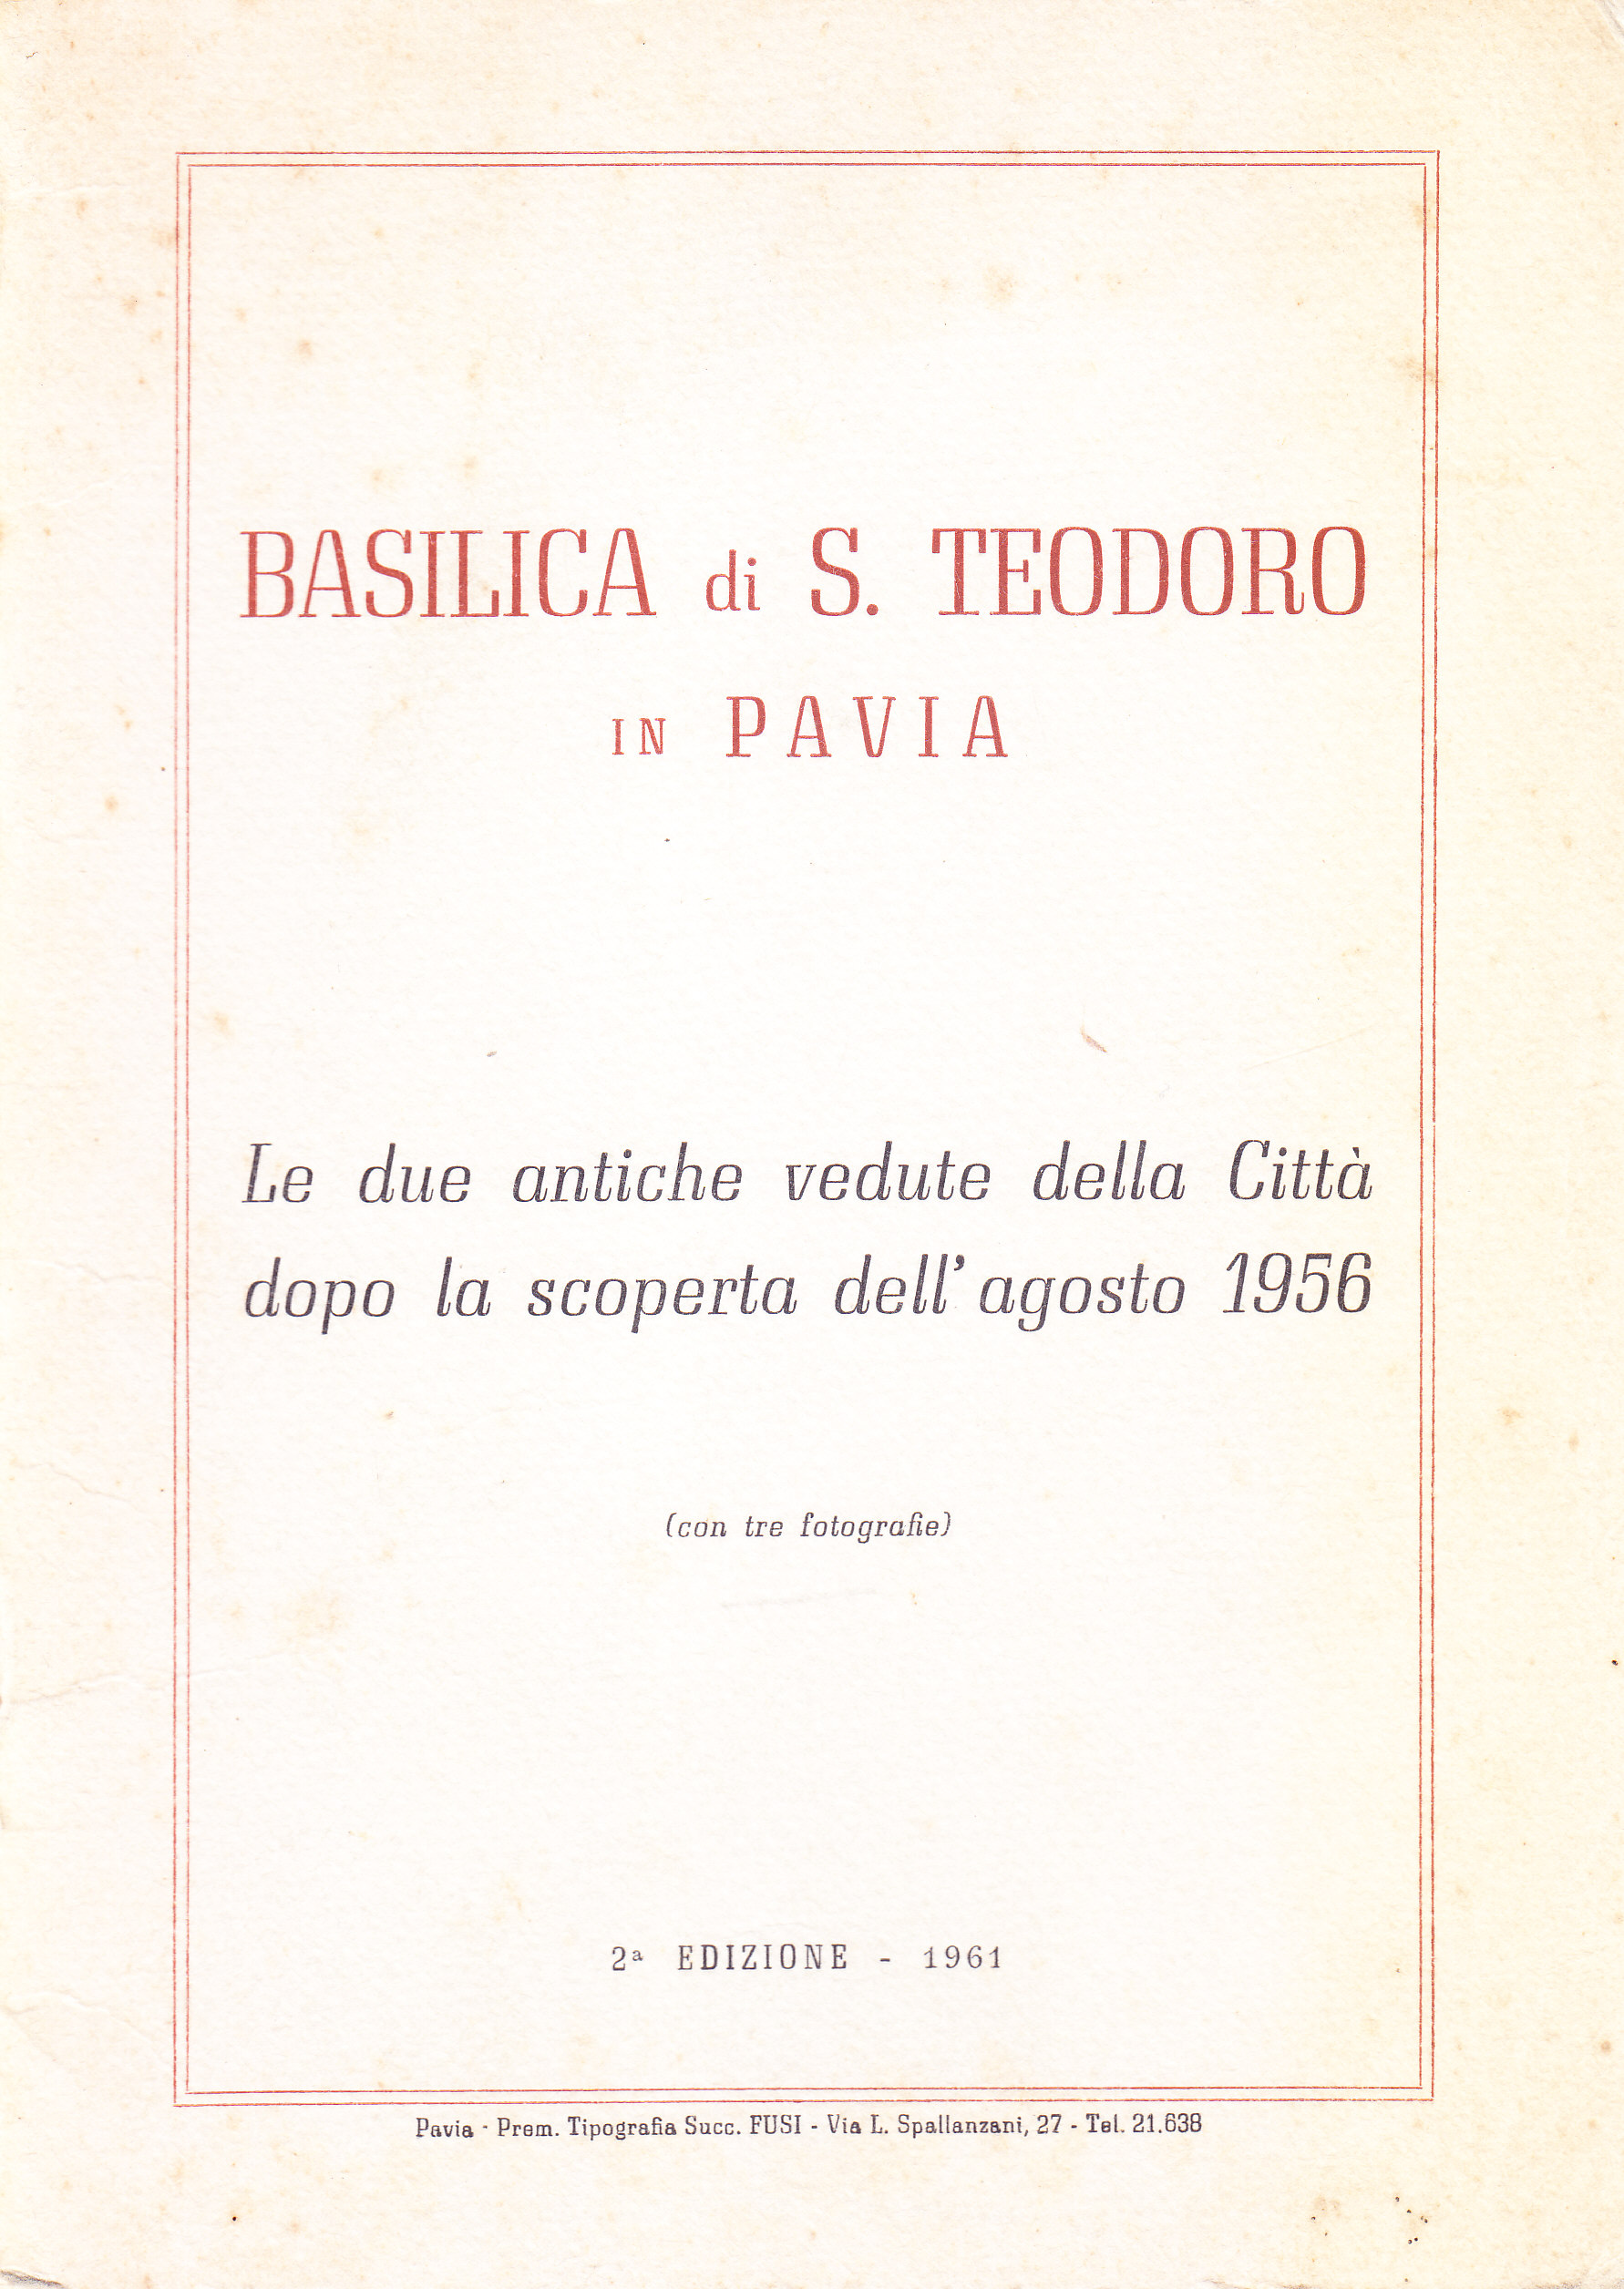 BASILICA di S. TEODORO
IN PAVIA
Le due antiche vedute della Città
dopo la scoperta dell'agosto 1956
(con tre fotografie)
2ª EDIZIONE - 1961
Pavia - Prem. Tipografia Succ. FUSI - Via L. Spallanzani, 27 - Tel. 21.638